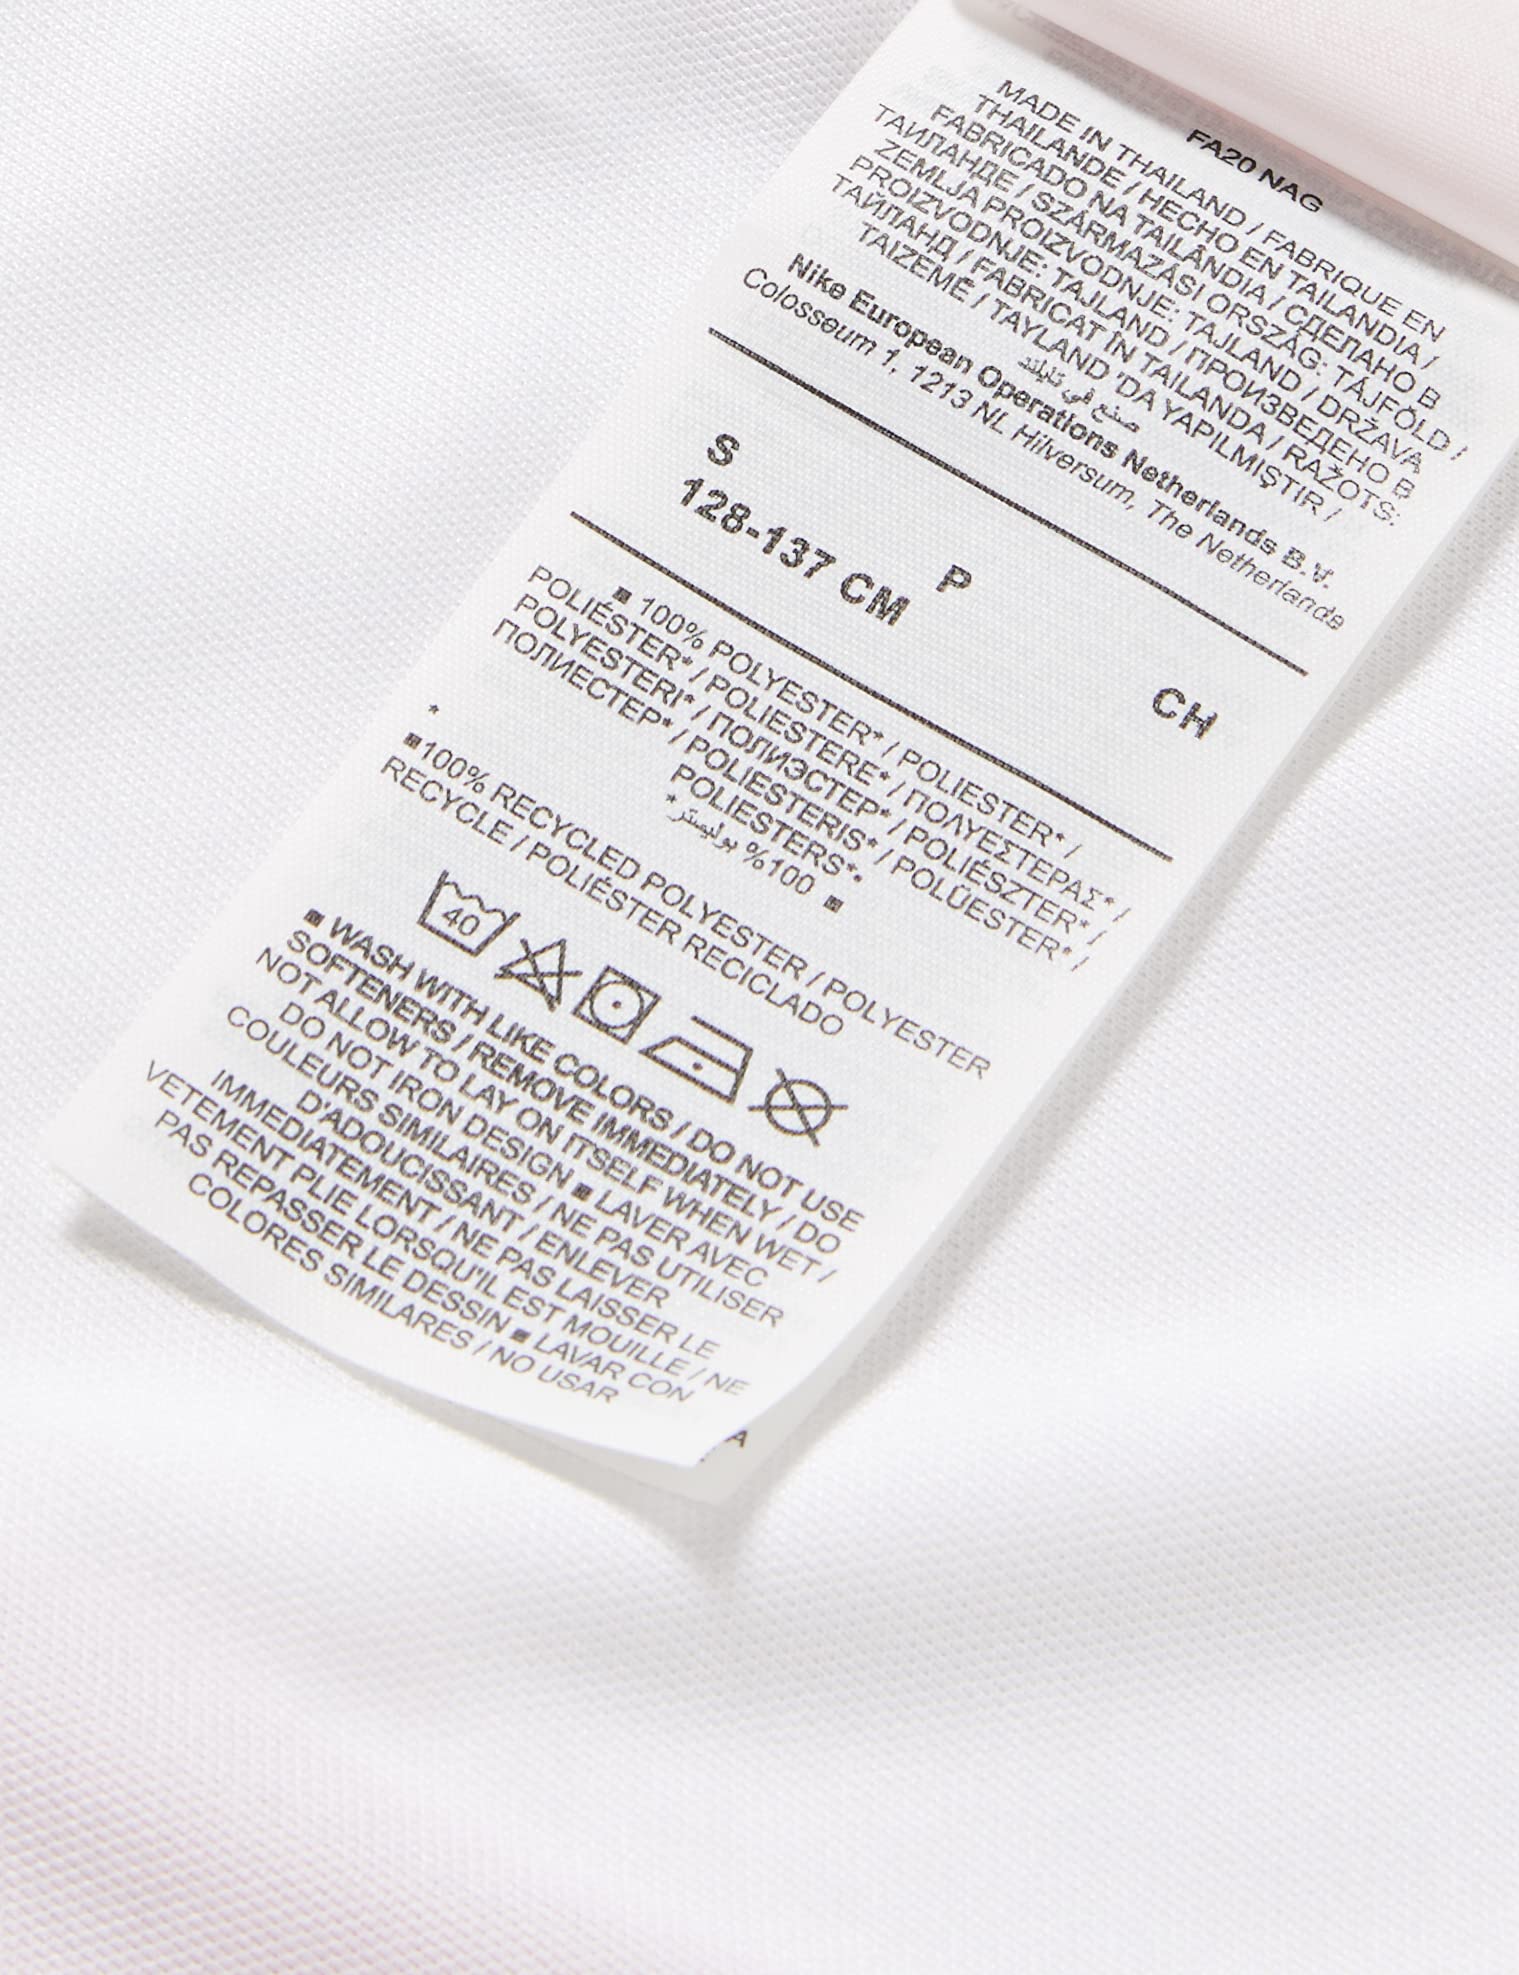 FA20 NAG
MADE IN THAILAND / FABRIQUE EN
THAILANDE / HECHO EN TAILANDIA /
FABRICADO NA TAILÂNDIA / СДЕЛАНО В
ТАИЛАНДЕ / SZÁRMAZÁSI ORSZÁG: TÁJFÖLD /
ZEMLJA PROIZVODNJE: TAJLAND / DRŽAVA
PROIZVODNJE: TAJLAND / ПРОИЗВЕДЕНО В
ТАЙЛАНД / FABRICAT ÎN TAILANDA / RAŽOTS:
TAIZEMĒ / TAYLAND 'DA YAPILMIŞTIR /
صنع في تايلند
Nike European Operations Netherlands B.V.
Colosseum 1, 1213 NL Hilversum, The Netherlands
S P CH
128-137 CM
■ 100% POLYESTER* / POLIESTER* /
POLIÉSTER* / POLIESTERE* / ΠΟΛΥΕΣΤΕΡΑΣ* /
POLYESTERI* / ПОЛИЭСТЕР* / POLIÉSZTER* /
ПОЛИЕСТЕР* / POLIESTERIS* / POLÜESTER* /
POLIESTERS*.
■ 100% بوليستر*
*
■100% RECYCLED POLYESTER / POLYESTER
RECYCLE / POLIÉSTER RECICLADO
40
■ WASH WITH LIKE COLORS / DO NOT USE
SOFTENERS / REMOVE IMMEDIATELY / DO
NOT ALLOW TO LAY ON ITSELF WHEN WET /
DO NOT IRON DESIGN ■ LAVER AVEC
COULEURS SIMILAIRES / NE PAS UTILISER
D'ADOUCISSANT / ENLEVER
IMMEDIATEMENT / NE PAS LAISSER LE
VETEMENT PLIE LORSQU'IL EST MOUILLE / NE
PAS REPASSER LE DESSIN ■ LAVAR CON
COLORES SIMILARES / NO USAR